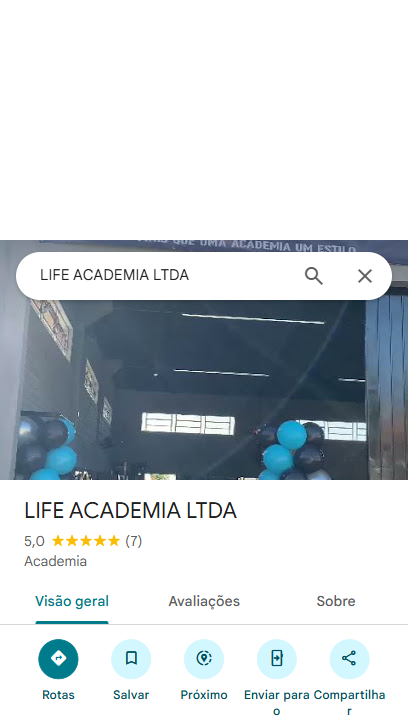 MAIS QUE UMA ACADEMIA UM ESTILO
LIFE ACADEMIA LTDA
LIFE ACADEMIA LTDA
5,0 ★★★★★ (7)
Academia
Visão geral Avaliações Sobre
Rotas Salvar Próximo Enviar para Compartilha
o r